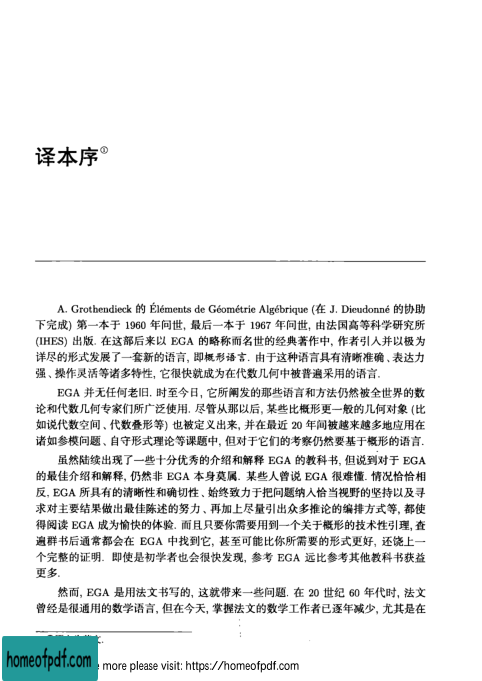 译本序①
A. Grothendieck 的 Éléments de Géométrie Algébrique (在 J. Dieudonné 的协助
下完成) 第一本于 1960 年问世, 最后一本于 1967 年问世, 由法国高等科学研究所
(IHES) 出版. 在这部后来以 EGA 的略称而名世的经典著作中, 作者引入并以极为
详尽的形式发展了一套新的语言, 即概形语言. 由于这种语言具有清晰准确、表达力
强、操作灵活等诸多特性, 它很快就成为在代数几何中被普遍采用的语言.
EGA 并无任何老旧. 时至今日, 它所阐发的那些语言和方法仍然被全世界的数
论和代数几何专家们所广泛使用. 尽管从那以后, 某些比概形更一般的几何对象 (比
如说代数空间、代数叠形等) 也被定义出来, 并在最近 20 年间被越来越多地应用在
诸如参模问题、自守形式理论等课题中, 但对于它们的考察仍然要基于概形的语言.
虽然陆续出现了一些十分优秀的介绍和解释 EGA 的教科书, 但说到对于 EGA
的最佳介绍和解释, 仍然非 EGA 本身莫属. 某些人曾说 EGA 很难懂. 情况恰恰相
反, EGA 所具有的清晰性和确切性、始终致力于把问题纳入恰当视野的坚持以及寻
求对主要结果做出最佳陈述的努力、再加上尽量引出众多推论的编排方式等, 都使
得阅读 EGA 成为愉快的体验. 而且只要你需要用到一个关于概形的技术性引理, 查
遍群书后通常都会在 EGA 中找到它, 甚至可能比你所需要的形式更好, 还饶上一
个完整的证明. 即使是初学者也会很快发现, 参考 EGA 远比参考其他教科书获益
更多.
然而, EGA 是用法文书写的, 这就带来一些问题. 在 20 世纪 60 年代时, 法文
曾经是很通用的数学语言, 但在今天, 掌握法文的数学工作者已逐年减少, 尤其是在
homeofpdf.com
more please visit: https://homeofpdf.com